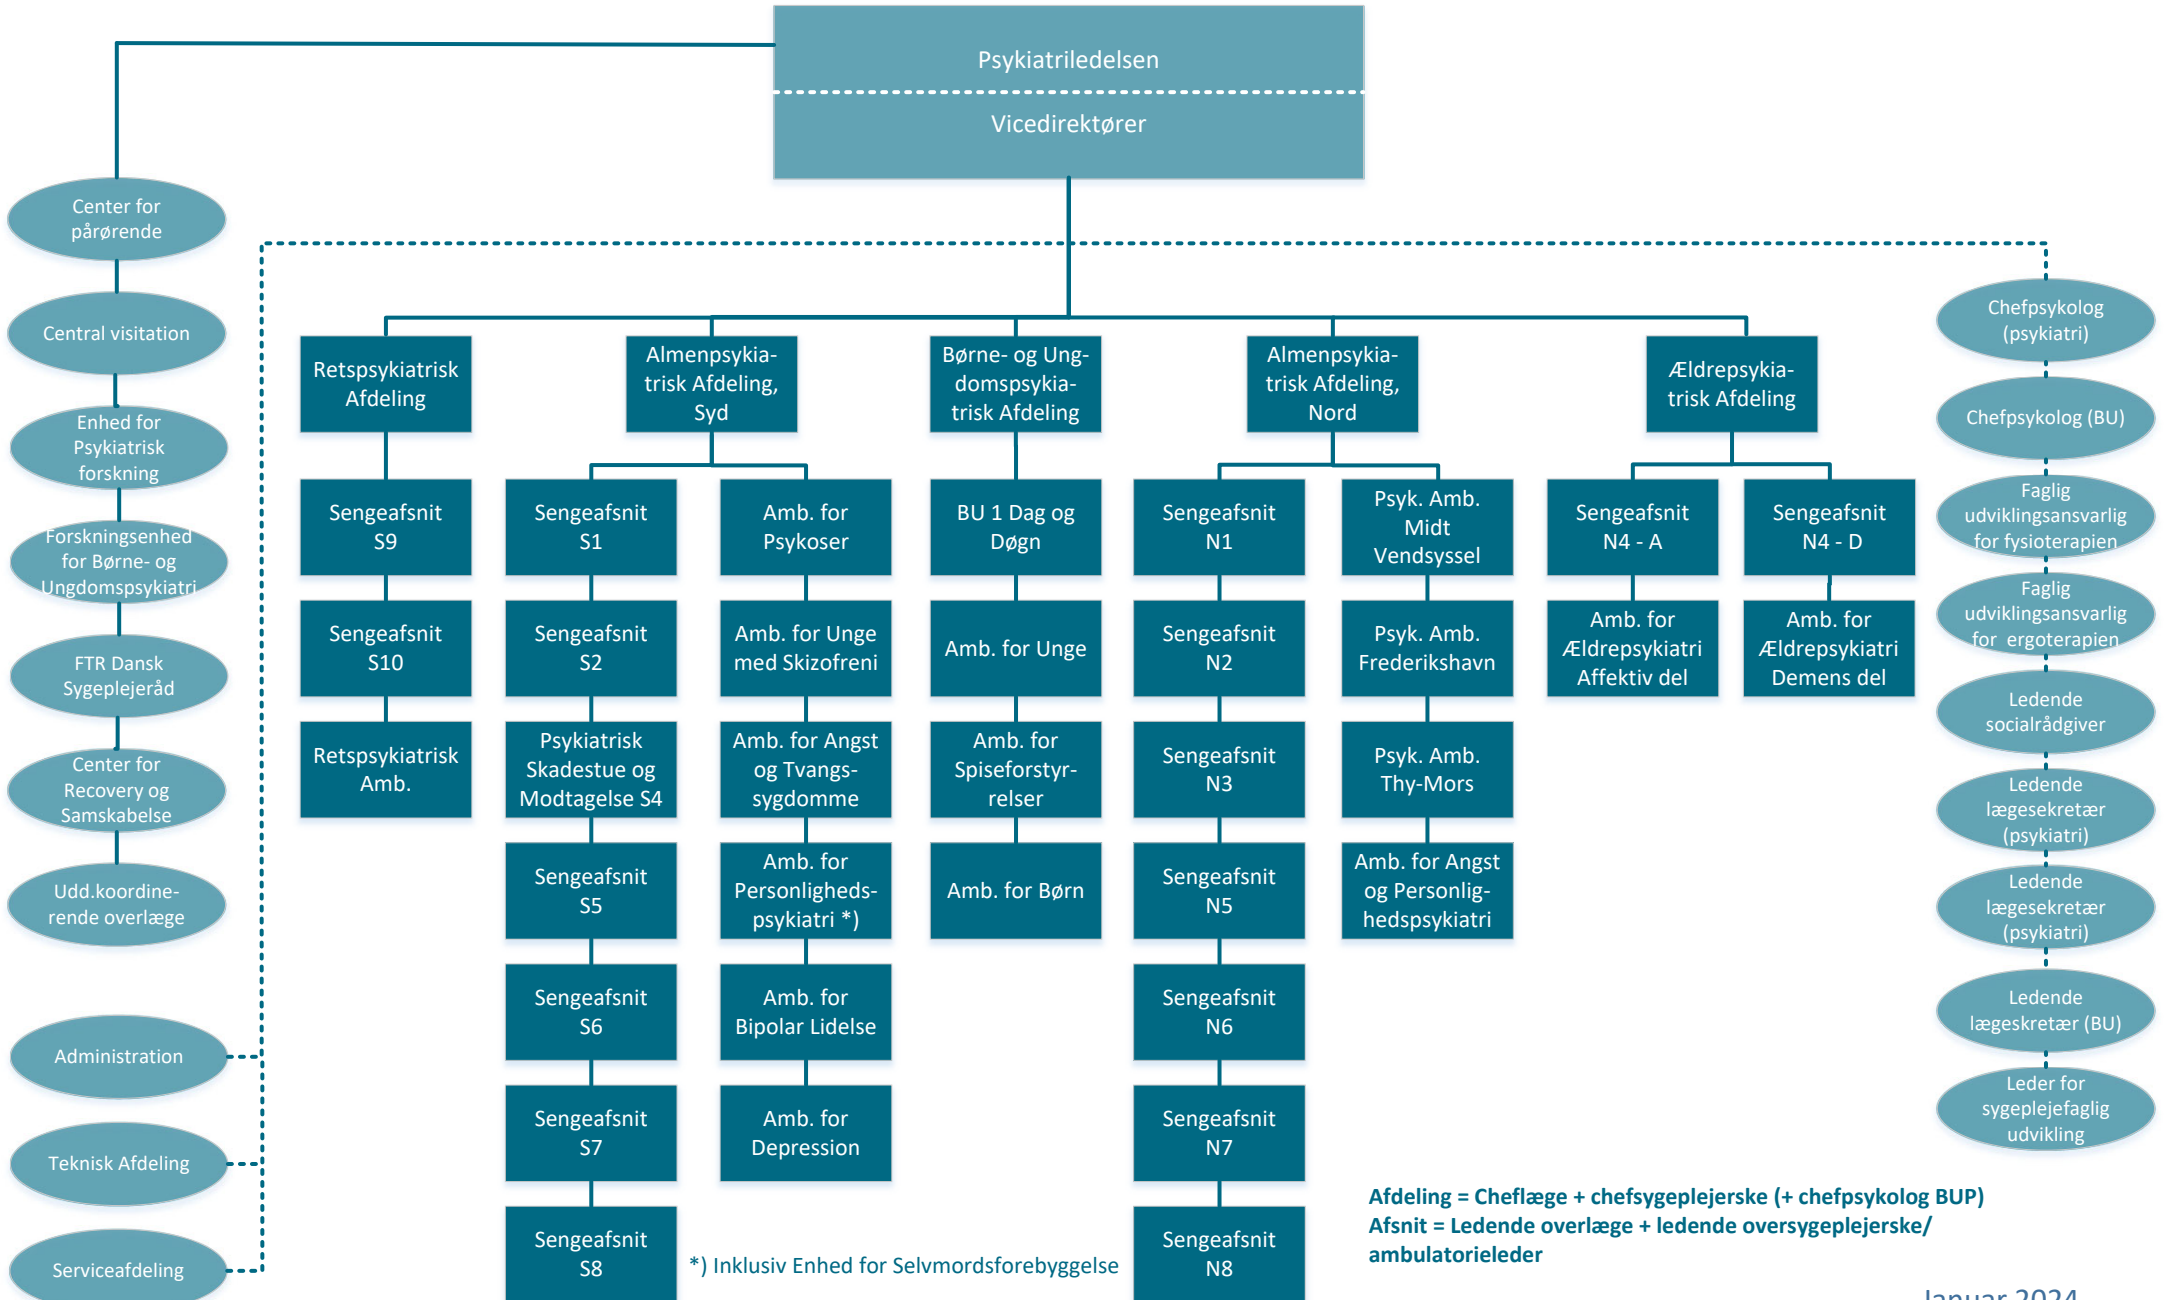 Psykiatriledelsen
Vicedirektører
Center for
pårørende
Central visitation
Enhed for
Psykiatrisk
forskning
Forskningsenhed
for Børne- og
Ungdomspsykiatri
FTR Dansk
Sygeplejeråd
Center for
Recovery og
Samskabelse
Udd.koordine-
rende overlæge
Administration
Teknisk Afdeling
Serviceafdeling
Retspsykiatrisk
Afdeling
Sengeafsnit
S9
Sengeafsnit
S10
Retspsykiatrisk
Amb.
Almenpsykia-
trisk Afdeling,
Syd
Sengeafsnit
S1
Sengeafsnit
S2
Psykiatrisk
Skadestue og
Modtagelse S4
Sengeafsnit
S5
Sengeafsnit
S6
Sengeafsnit
S7
Sengeafsnit
S8
Amb. for
Psykoser
Amb. for Unge
med Skizofreni
Amb. for Angst
og Tvangs-
sygdomme
Amb. for
Personligheds-
psykiatri *)
Amb. for
Bipolar Lidelse
Amb. for
Depression
Børne- og Ung-
domspsykia-
trisk Afdeling
BU 1 Dag og
Døgn
Amb. for Unge
Amb. for
Spiseforstyr-
relser
Amb. for Børn
Almenpsykia-
trisk Afdeling,
Nord
Sengeafsnit
N1
Sengeafsnit
N2
Sengeafsnit
N3
Sengeafsnit
N5
Sengeafsnit
N6
Sengeafsnit
N7
Sengeafsnit
N8
Psyk. Amb.
Midt
Vendsyssel
Psyk. Amb.
Frederikshavn
Psyk. Amb.
Thy-Mors
Amb. for Angst
og Personlig-
hedspsykiatri
Ældrepsykia-
trisk Afdeling
Sengeafsnit
N4 - A
Amb. for
Ældrepsykiatri
Affektiv del
Sengeafsnit
N4 - D
Amb. for
Ældrepsykiatri
Demens del
Chefpsykolog
(psykiatri)
Chefpsykolog (BU)
Faglig
udviklingsansvarlig
for fysioterapien
Faglig
udviklingsansvarlig
for ergoterapien
Ledende
socialrådgiver
Ledende
lægesekretær
(psykiatri)
Ledende
lægesekretær
(psykiatri)
Ledende
lægeskretær (BU)
Leder for
sygeplejefaglig
udvikling
*) Inklusiv Enhed for Selvmordsforebyggelse
Afdeling = Cheflæge + chefsygeplejerske (+ chefpsykolog BUP)
Afsnit = Ledende overlæge + ledende oversygeplejerske/
ambulatorieleder
Januar 2024